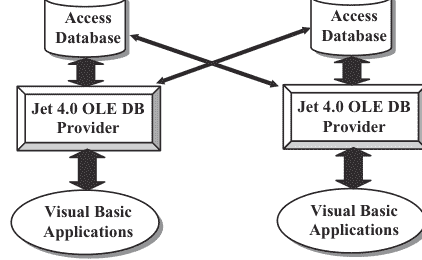 Access
Database
Access
Database
Jet 4.0 OLE DB
Provider
Jet 4.0 OLE DB
Provider
Visual Basic
Applications
Visual Basic
Applications